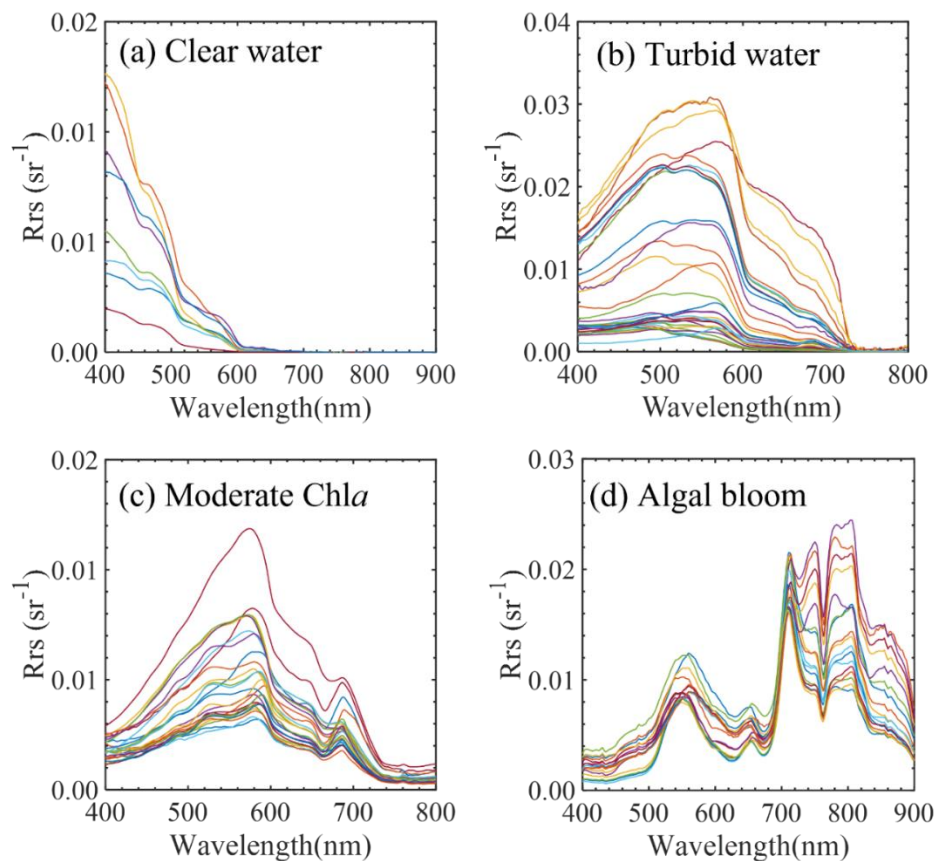 (a) Clear water
0.02
0.01
0.01
0.00
Rrs (sr⁻¹)
400 500 600 700 800 900
Wavelength(nm)
(b) Turbid water
0.04
0.03
0.02
0.01
0.00
Rrs (sr⁻¹)
400 500 600 700 800
Wavelength(nm)
(c) Moderate Chla
0.02
0.01
0.01
0.00
Rrs (sr⁻¹)
400 500 600 700 800
Wavelength(nm)
(d) Algal bloom
0.03
0.02
0.01
0.00
Rrs (sr⁻¹)
400 500 600 700 800 900
Wavelength(nm)